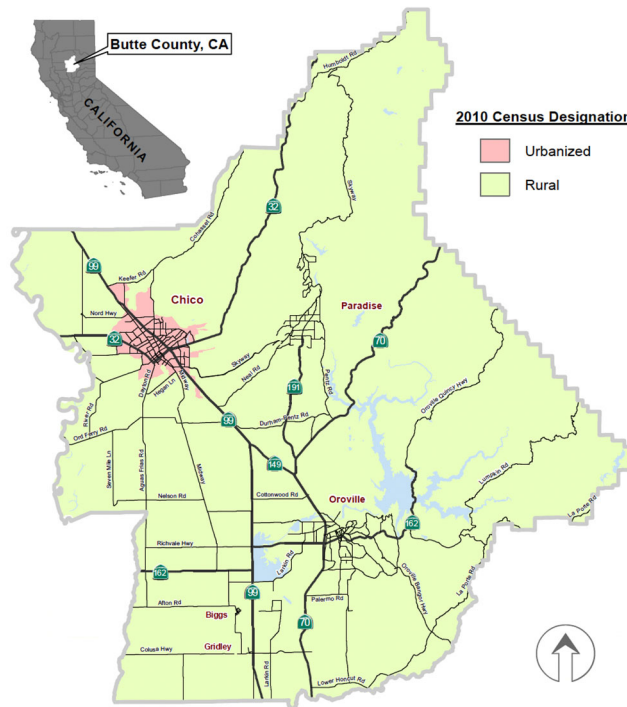 Butte County, CA
CALIFORNIA
2010 Census Designation
Urbanized
Rural
Humboldt Rd
Skyway
32
Cohasset Rd
99
Keefer Rd
Chico
Nord Hwy
32
Paradise
70
Skyway
Midway
Neal Rd
Dayton Rd
Hegan Ln
191
Pentz Rd
River Rd
99
Durham-Pentz Rd
Ord Ferry Rd
Oroville Quincy Hwy
Seven Mile Ln
Aguas Frias Rd
Midway
149
Lumpkin Rd
Nelson Rd
Cottonwood Rd
Oroville
La Porte Rd
162
Richvale Hwy
Larkin Rd
162
99
Oroville Bangor Hwy
La Porte Rd
Afton Rd
Palermo Rd
Biggs
70
Colusa Hwy
Gridley
Larkin Rd
Lower Honcut Rd